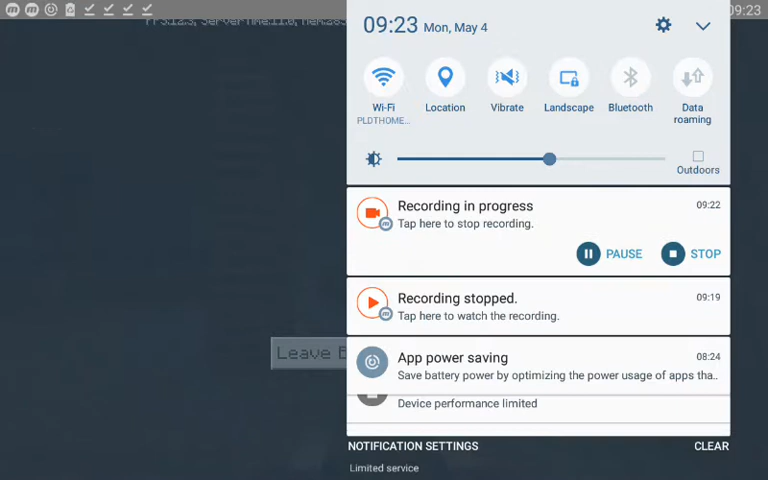 09:23
09:23 Mon, May 4
Wi-Fi
PLDTHOME...
Location
Vibrate
Landscape
Bluetooth
Data
roaming
Outdoors
Recording in progress
09:22
Tap here to stop recording.
PAUSE
STOP
Recording stopped.
09:19
Tap here to watch the recording.
App power saving
08:24
Save battery power by optimizing the power usage of apps tha..
Device performance limited
Leave
NOTIFICATION SETTINGS
CLEAR
Limited service